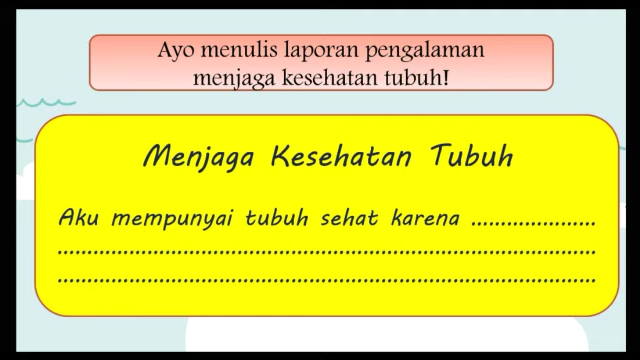 Ayo menulis laporan pengalaman
menjaga kesehatan tubuh!
Menjaga Kesehatan Tubuh
Aku mempunyai tubuh sehat karena .....................
............................................................................................
............................................................................................